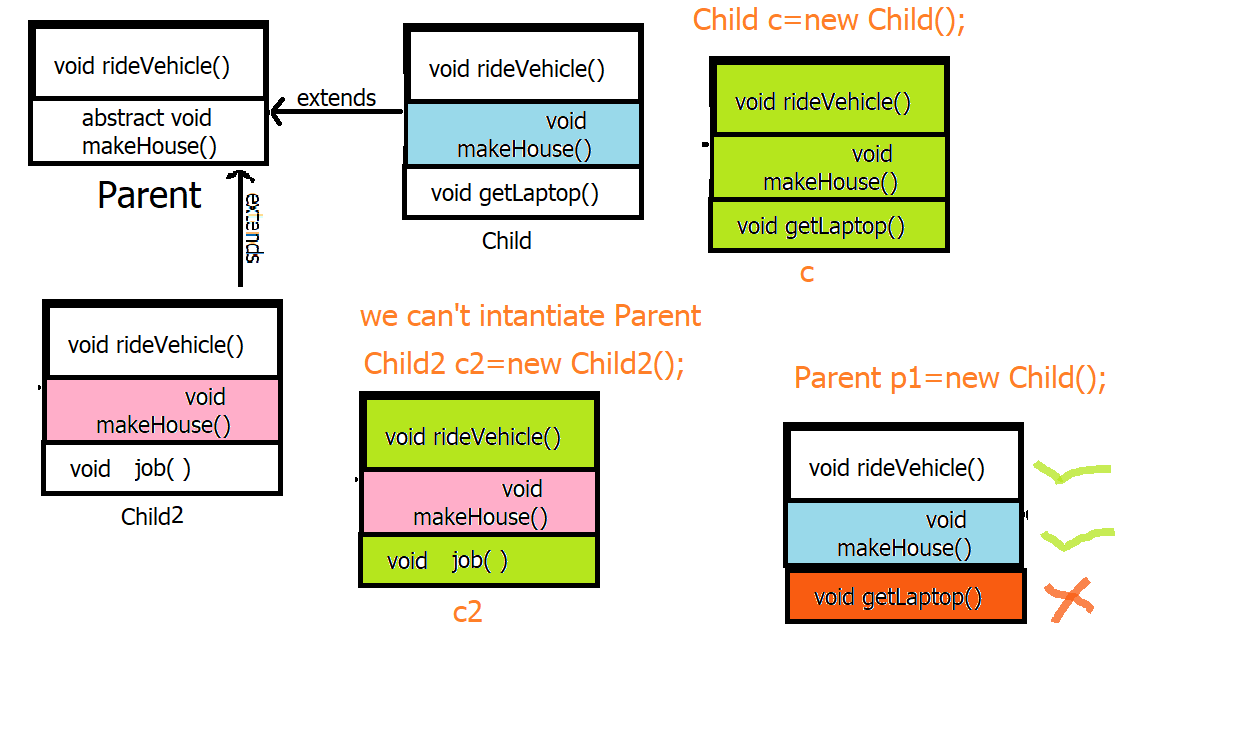 void rideVehicle()
abstract void
makeHouse()
Parent
extends
void rideVehicle()
void
makeHouse()
void getLaptop()
Child
Child c=new Child();
void rideVehicle()
void
makeHouse()
void getLaptop()
c
extends
void rideVehicle()
void
makeHouse()
void job( )
Child2
we can't intantiate Parent
Child2 c2=new Child2();
void rideVehicle()
void
makeHouse()
void job( )
c2
Parent p1=new Child();
void rideVehicle()
void
makeHouse()
void getLaptop()